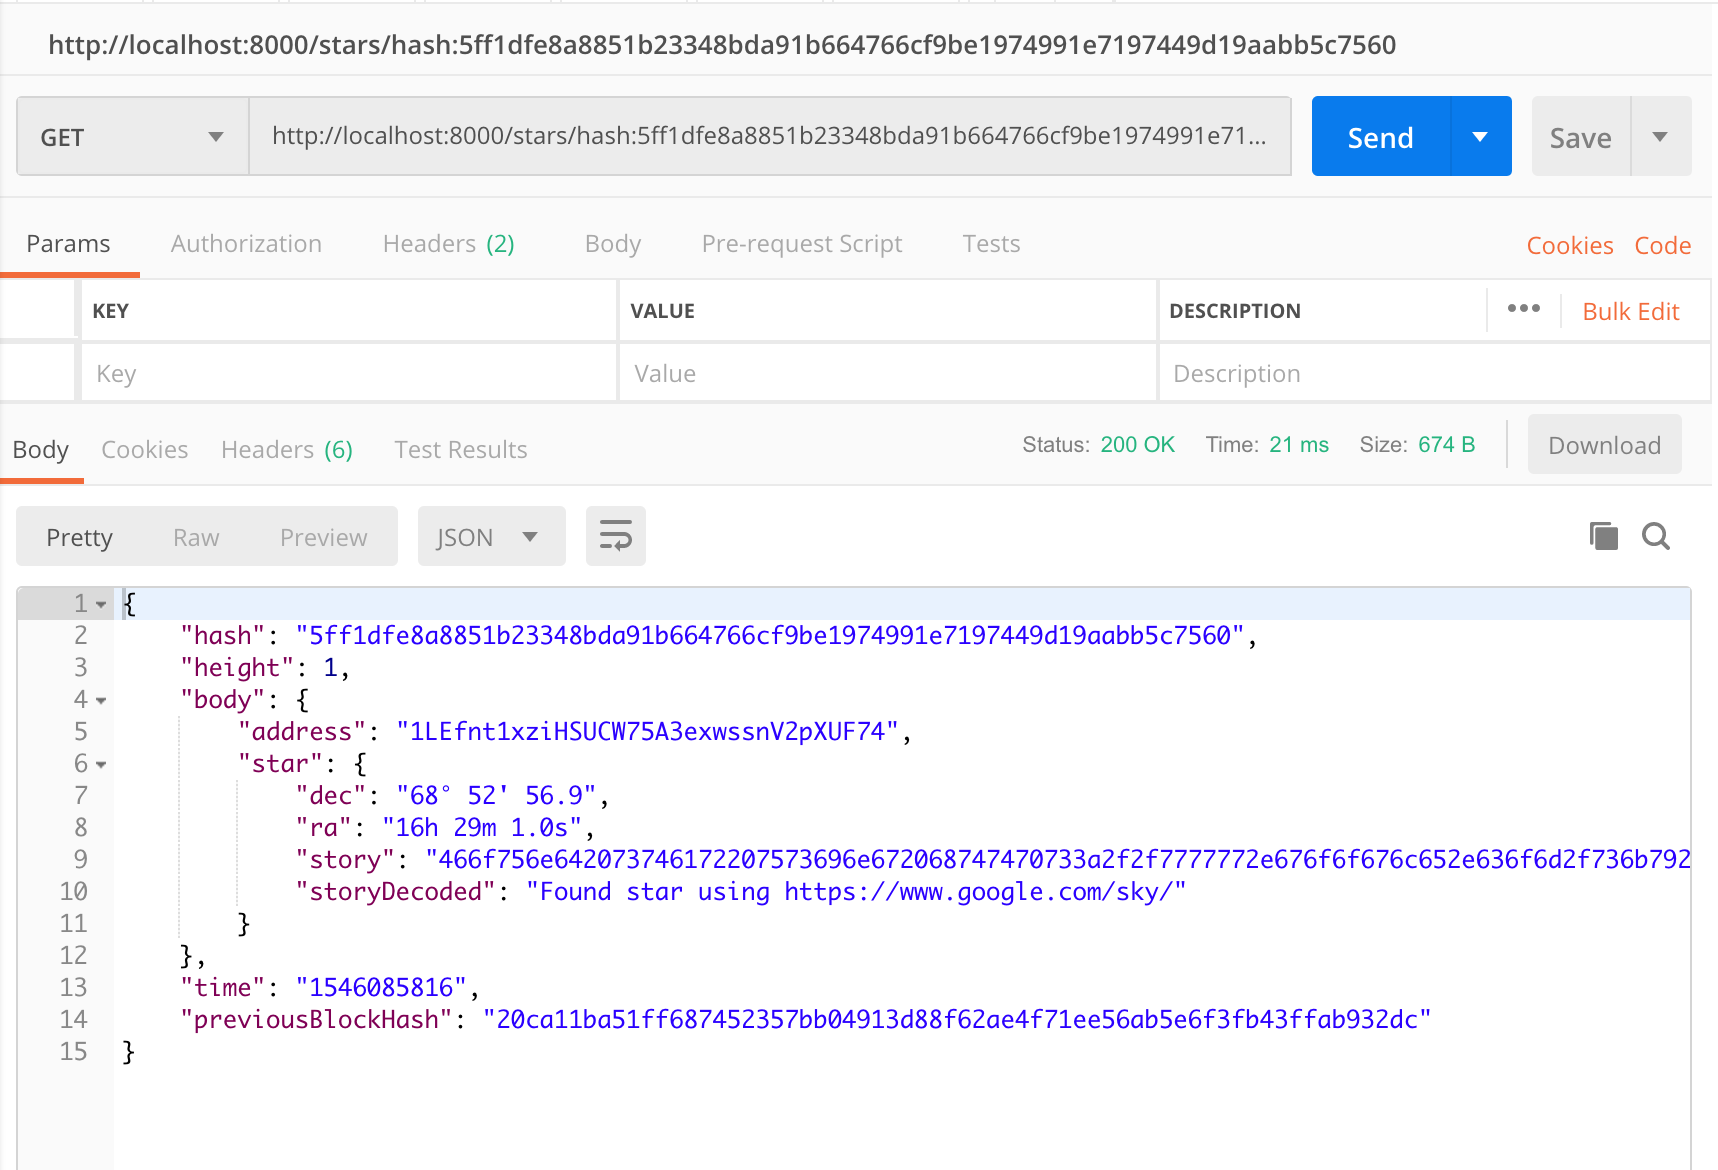 http://localhost:8000/stars/hash:5ff1dfe8a8851b23348bda91b664766cf9be1974991e7197449d19aabb5c7560
GET http://localhost:8000/stars/hash:5ff1dfe8a8851b23348bda91b664766cf9be1974991e71... Send Save
Params Authorization Headers (2) Body Pre-request Script Tests Cookies Code
KEY VALUE DESCRIPTION ••• Bulk Edit
Key Value Description
Body Cookies Headers (6) Test Results Status: 200 OK Time: 21 ms Size: 674 B Download
Pretty Raw Preview JSON
1 {
2 "hash": "5ff1dfe8a8851b23348bda91b664766cf9be1974991e7197449d19aabb5c7560",
3 "height": 1,
4 "body": {
5 "address": "1LEfnt1xziHSUCW75A3exwssnV2pXUF74",
6 "star": {
7 "dec": "68° 52' 56.9",
8 "ra": "16h 29m 1.0s",
9 "story": "466f756e642073746172207573696e672068747470733a2f2f7777772e676f6f676c652e636f6d2f736b792
10 "storyDecoded": "Found star using https://www.google.com/sky/"
11 }
12 },
13 "time": "1546085816",
14 "previousBlockHash": "20ca11ba51ff687452357bb04913d88f62ae4f71ee56ab5e6f3fb43ffab932dc"
15 }